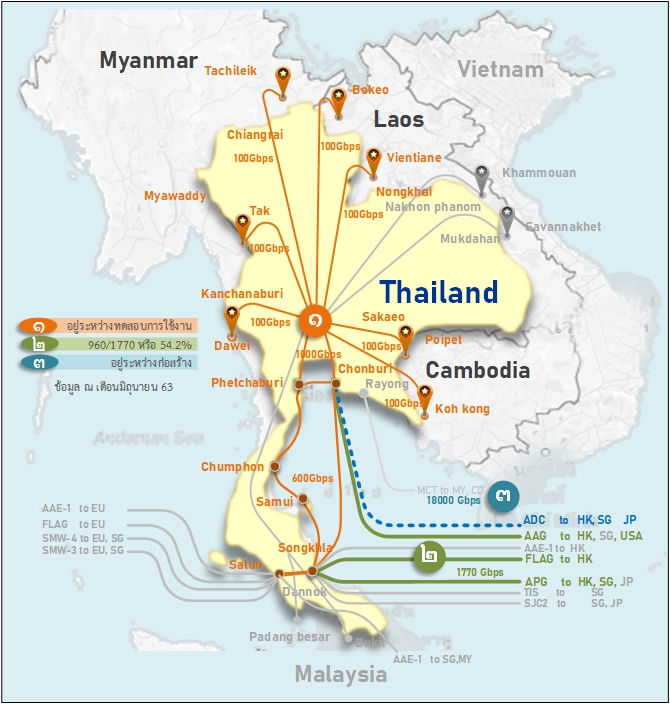 Myanmar
Tachileik
Bokeo
Vietnam
Laos
Chiangrai
100Gbps
100Gbps
Vientiane
Khammouan
Myawaddy
Tak
Nongkhai
Nakhon phanom
100Gbps
Savannakhet
Mukdahan
100Gbps
Kanchanaburi
Thailand
๑
Sakaeo
100Gbps
๑ อยู่ระหว่างทดสอบการใช้งาน
๒ 960/1770 หรือ 54.2%
๓ อยู่ระหว่างก่อสร้าง
ข้อมูล ณ เดือนมิถุนายน 63
Dawei
100Gbps
Poipet
1000Gbps
Chonburi
Cambodia
Phetchaburi
Rayong
100Gbps
Koh kong
Andaman Sea
Chumphon
600Gbps
MCT to MY, CD
18000 Gbps
๓
Samui
AAE-1 to EU
FLAG to EU
SMW-4 to EU, SG
SMW-3 to EU, SG
ADC to HK, SG JP
AAG to HK, SG, USA
AAE-1 to HK
๒
FLAG to HK
1770 Gbps
APG to HK, SG, JP
TIS SG
SJC2 to SG, JP
Songkhla
Satun
Dannok
Padang besar
AAE-1 to SG,MY
Malaysia